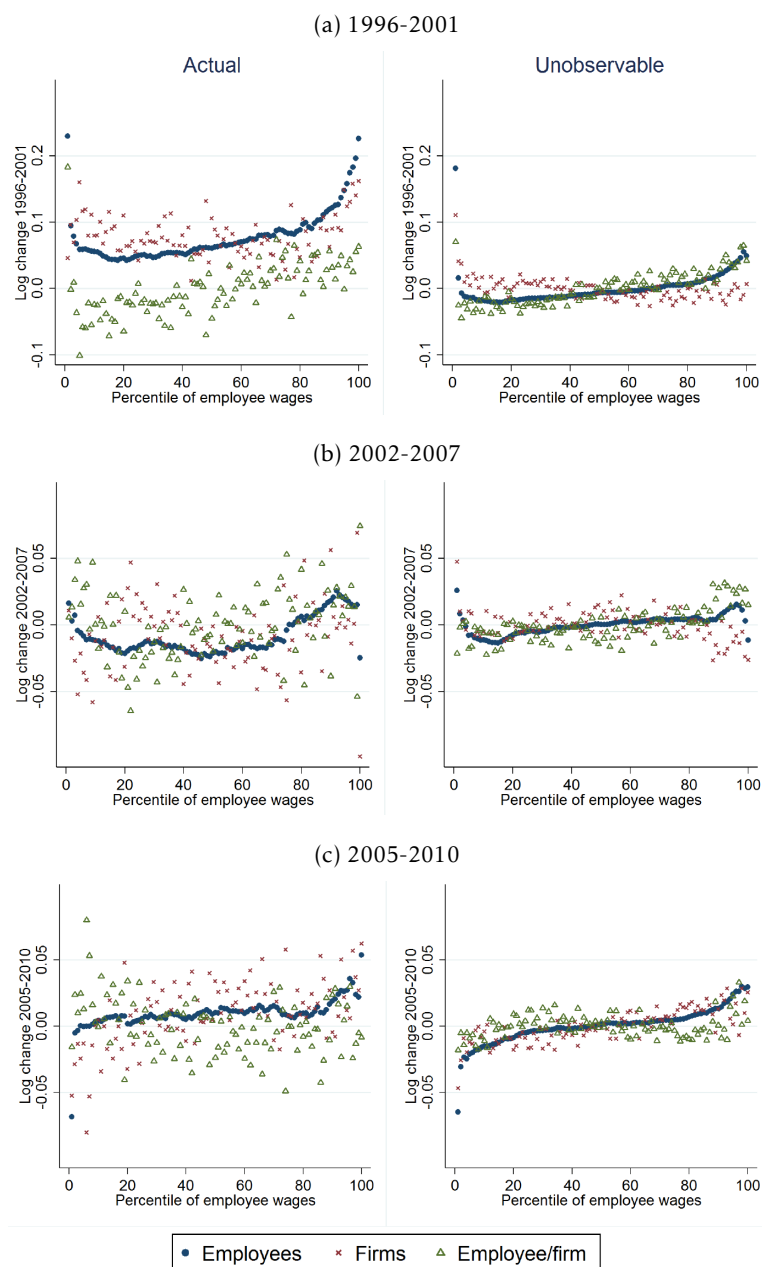 (a) 1996-2001
Actual
Unobservable
Log change 1996-2001
-0.1 0.0 0.1 0.2
0 20 40 60 80 100
Percentile of employee wages
Log change 1996-2001
-0.1 0.0 0.1 0.2
0 20 40 60 80 100
Percentile of employee wages
(b) 2002-2007
Log change 2002-2007
-0.05 0.00 0.05
0 20 40 60 80 100
Percentile of employee wages
Log change 2002-2007
-0.05 0.00 0.05
0 20 40 60 80 100
Percentile of employee wages
(c) 2005-2010
Log change 2005-2010
-0.05 0.00 0.05
0 20 40 60 80 100
Percentile of employee wages
Log change 2005-2010
-0.05 0.00 0.05
0 20 40 60 80 100
Percentile of employee wages
Employees Firms Employee/firm